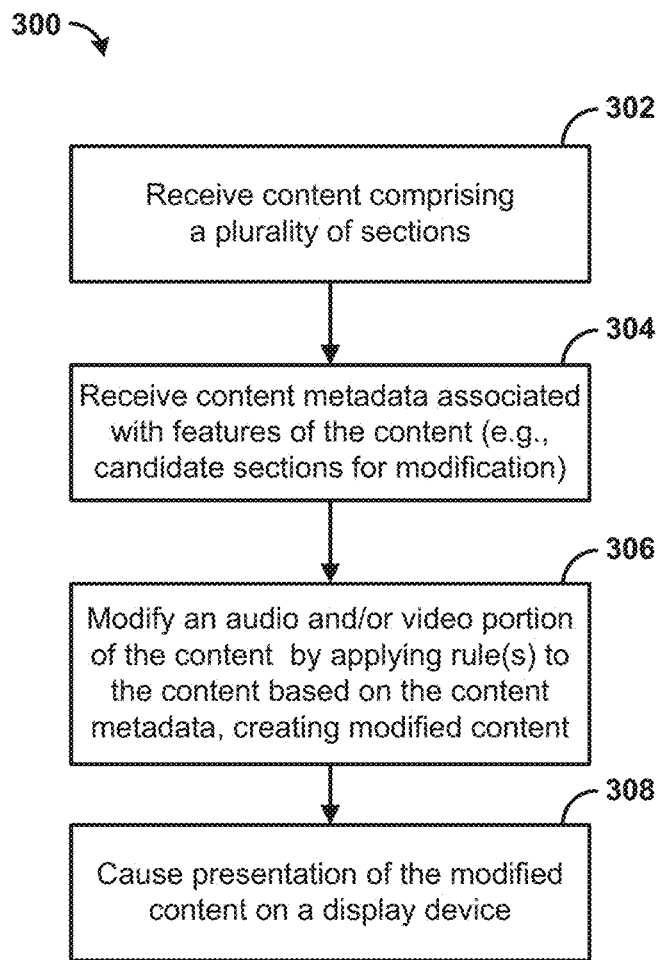 300
302
Receive content comprising
a plurality of sections
304
Receive content metadata associated
with features of the content (e.g.,
candidate sections for modification)
306
Modify an audio and/or video portion
of the content by applying rule(s) to
the content based on the content
metadata, creating modified content
308
Cause presentation of the modified
content on a display device